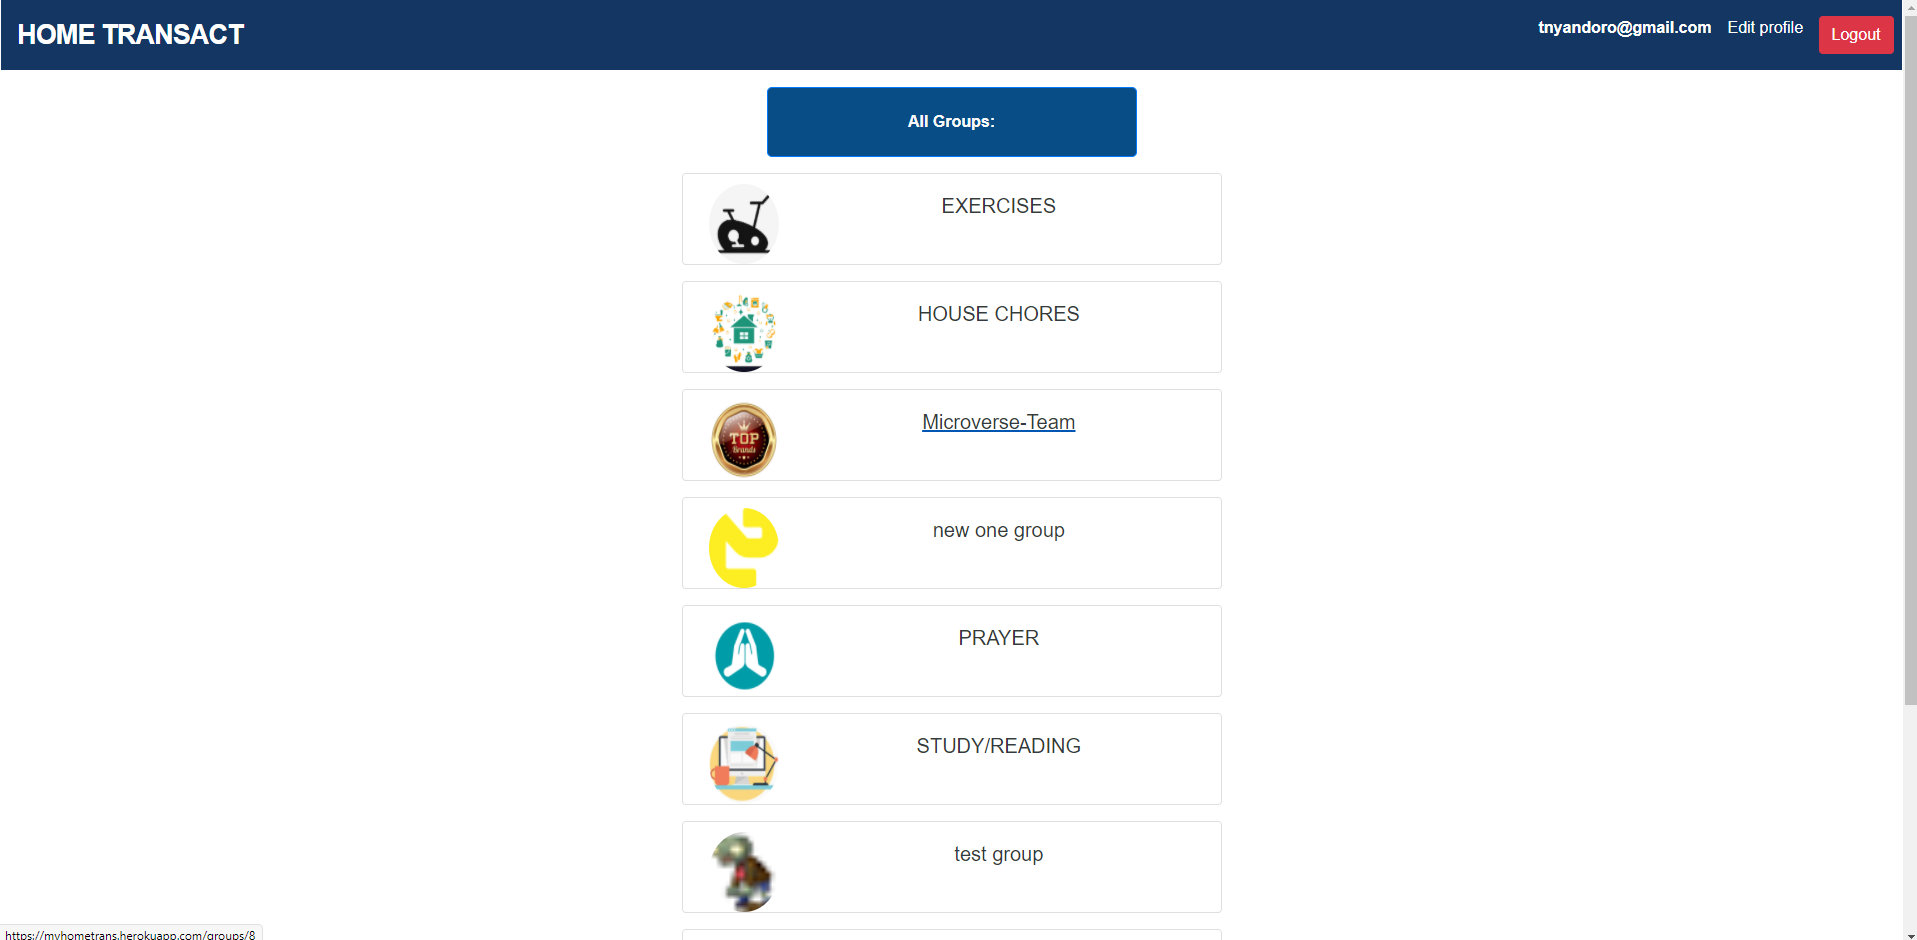 HOME TRANSACT
tnyandoro@gmail.com Edit profile Logout
All Groups:
EXERCISES
HOUSE CHORES
TOP
Brands
Microverse-Team
new one group
PRAYER
STUDY/READING
test group
https://myhometrans.herokuapp.com/groups/8